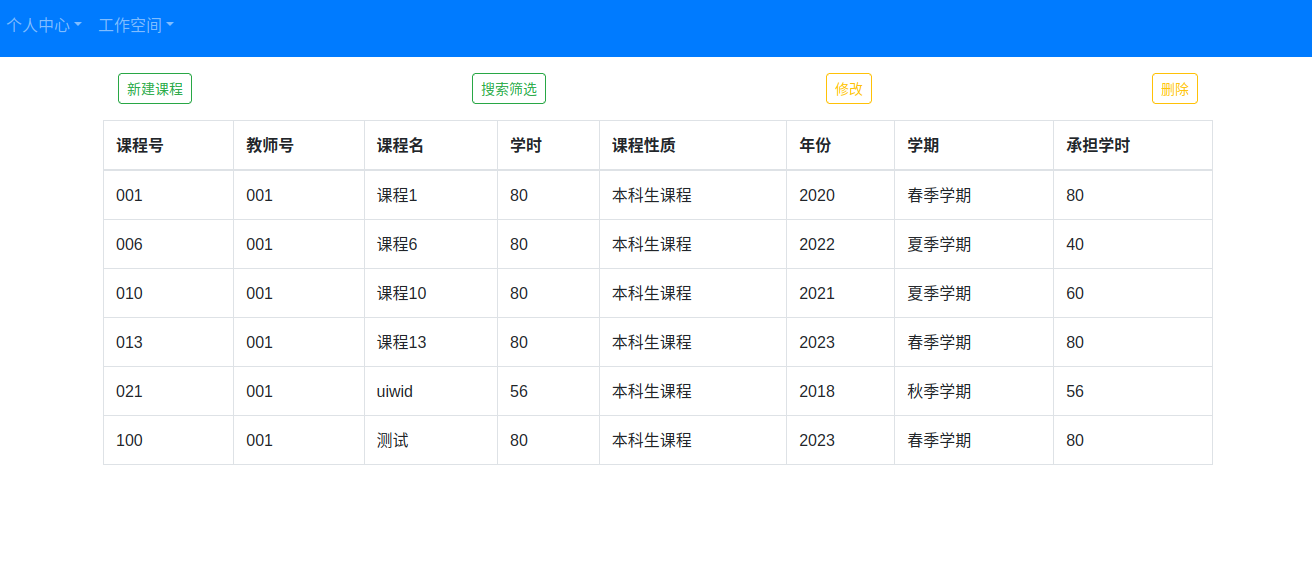 个人中心 工作空间
新建课程 搜索筛选 修改 删除
课程号 教师号 课程名 学时 课程性质 年份 学期 承担学时
001 001 课程1 80 本科生课程 2020 春季学期 80
006 001 课程6 80 本科生课程 2022 夏季学期 40
010 001 课程10 80 本科生课程 2021 夏季学期 60
013 001 课程13 80 本科生课程 2023 春季学期 80
021 001 uiwid 56 本科生课程 2018 秋季学期 56
100 001 测试 80 本科生课程 2023 春季学期 80